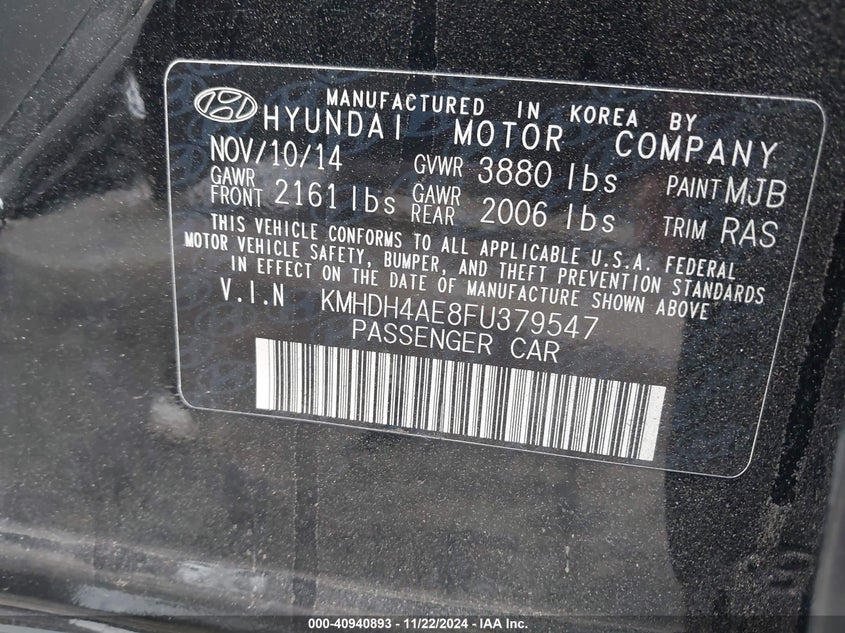 MANUFACTURED IN KOREA BY
HYUNDAI MOTOR COMPANY
NOV/10/14 GVWR 3880 lbs PAINT MJB
GAWR FRONT 2161 lbs GAWR REAR 2006 lbs TRIM RAS
THIS VEHICLE CONFORMS TO ALL APPLICABLE U.S.A. FEDERAL
MOTOR VEHICLE SAFETY, BUMPER, AND THEFT PREVENTION STANDARDS
IN EFFECT ON THE DATE OF MANUFACTURE SHOWN ABOVE
V.I.N KMHDH4AE8FU379547
PASSENGER CAR
000-40940893 - 11/22/2024 - IAA Inc.